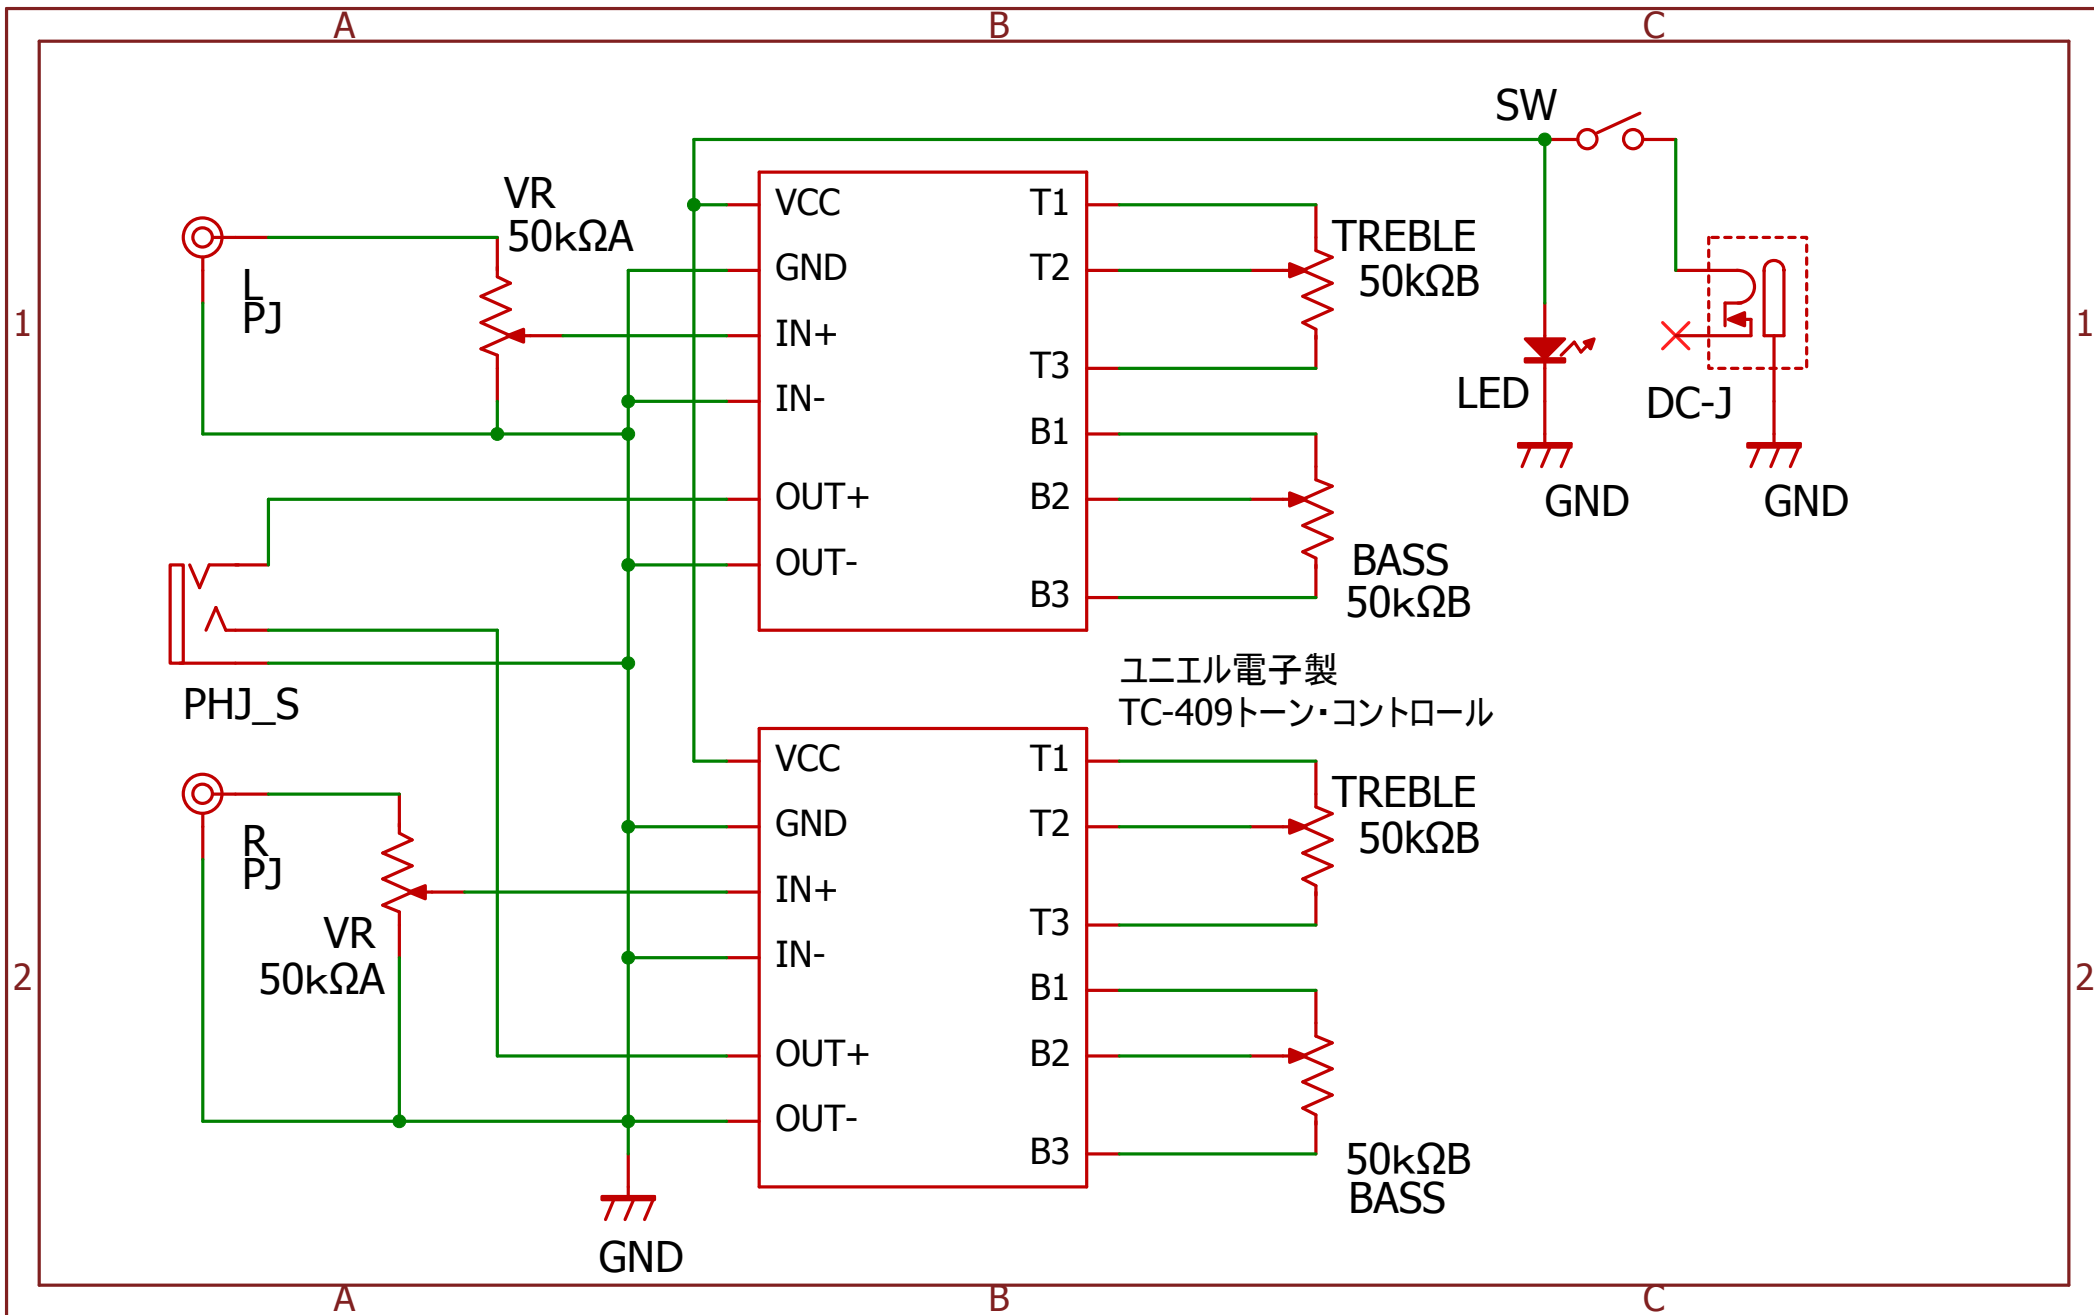 A
B
C
SW
VR
50kΩA
VCC
T1
TREBLE
50kΩB
GND
T2
L
PJ
1
IN+
T3
1
IN-
LED
DC-J
B1
OUT+
B2
GND
GND
OUT-
BASS
50kΩB
B3
ユニエル電子製
TC-409トーン・コントロール
PHJ_S
VCC
T1
TREBLE
50kΩB
GND
T2
R
PJ
IN+
T3
VR
50kΩA
IN-
2
B1
2
OUT+
B2
OUT-
B3
50kΩB
BASS
GND
A
B
C